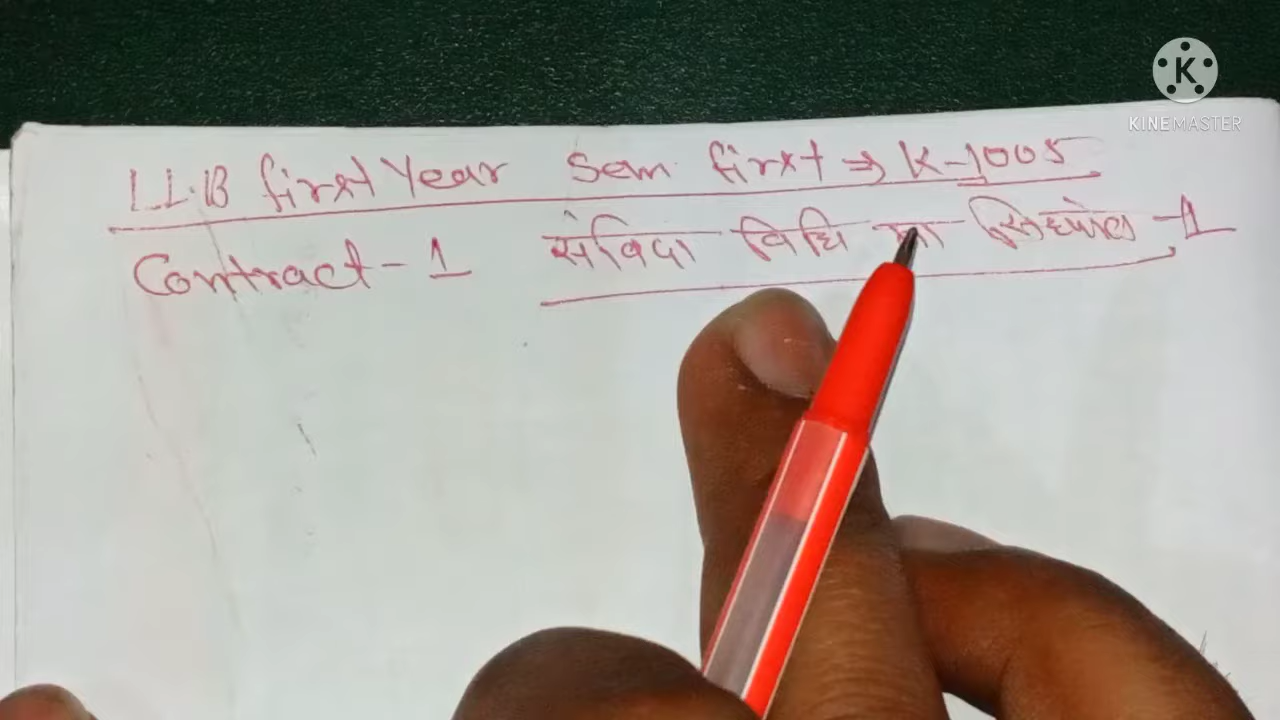 LL.B first Year Sem first ⇒ K-1005
Contract - 1 संविदा विधि का -1
K
KINEMASTER